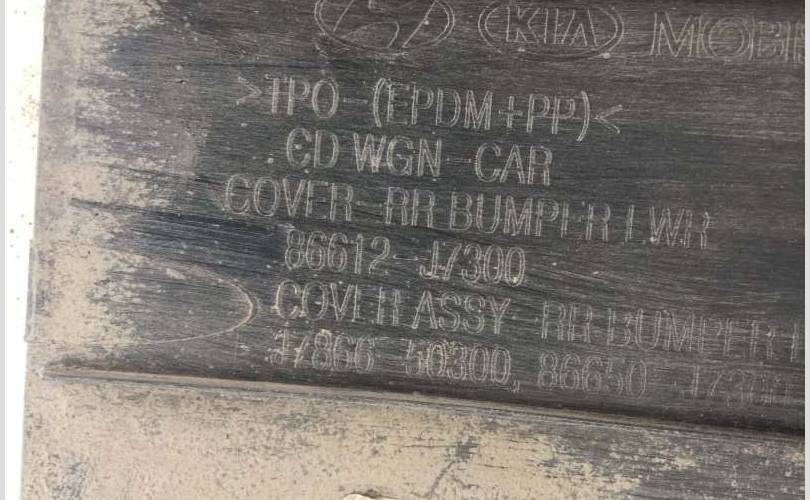 KIA MOBI
>TPO-(EPDM+PP)<
CD WGN CAR
COVER-RR BUMPER LWR
86612-J7300
COVER ASSY-RR BUMPER L
J7866 50300, 86650 J7300